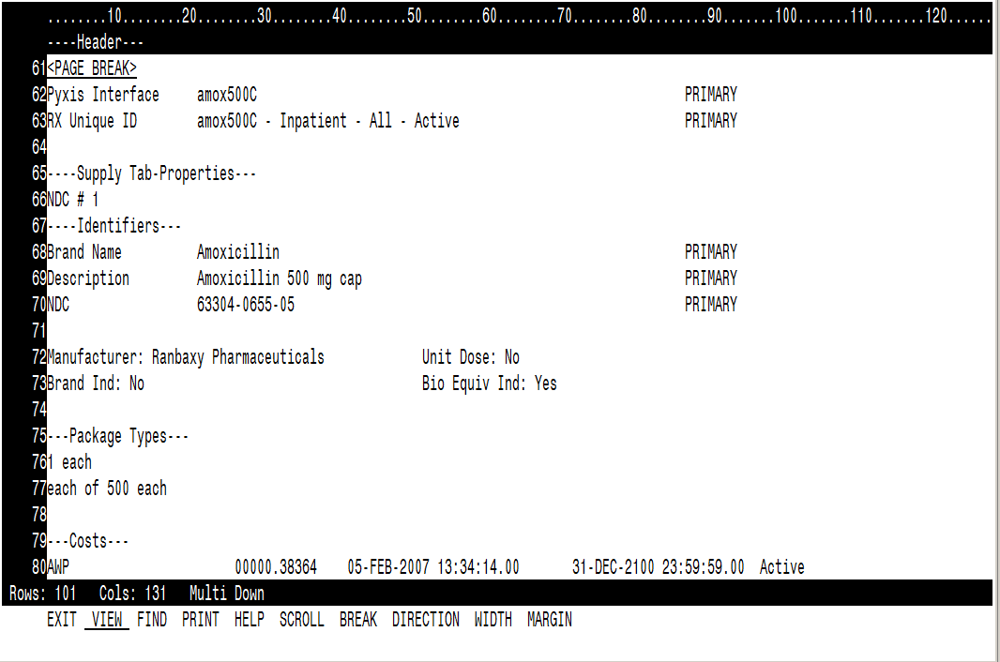 ........10........20........30........40........50........60........70........80........90.......100.......110.......120......
----Header---
61<PAGE BREAK>
62Pyxis Interface     amox500C                                                         PRIMARY
63RX Unique ID        amox500C - Inpatient - All - Active                              PRIMARY
64
65----Supply Tab-Properties---
66NDC # 1
67----Identifiers---
68Brand Name          Amoxicillin                                                      PRIMARY
69Description         Amoxicillin 500 mg cap                                           PRIMARY
70NDC                 63304-0655-05                                                    PRIMARY
71
72Manufacturer: Ranbaxy Pharmaceuticals             Unit Dose: No
73Brand Ind: No                                     Bio Equiv Ind: Yes
74
75---Package Types---
761 each
77each of 500 each
78
79---Costs---
80AWP                      00000.38364    05-FEB-2007 13:34:14.00       31-DEC-2100 23:59:59.00  Active
Rows: 101   Cols: 131   Multi Down
EXIT  VIEW  FIND  PRINT  HELP  SCROLL  BREAK  DIRECTION  WIDTH  MARGIN